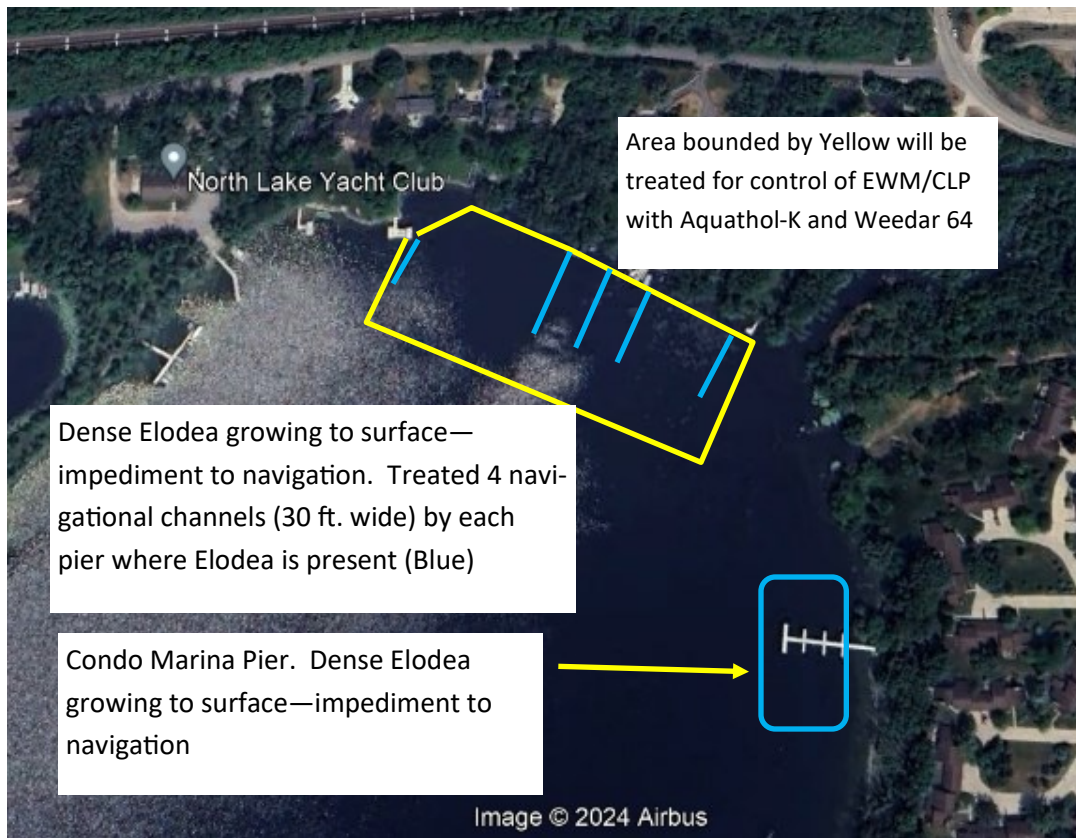 North Lake Yacht Club
Area bounded by Yellow will be
treated for control of EWM/CLP
with Aquathol-K and Weedar 64
Dense Elodea growing to surface—
impediment to navigation.  Treated 4 navi-
gational channels (30 ft. wide) by each
pier where Elodea is present (Blue)
Condo Marina Pier.  Dense Elodea
growing to surface—impediment to
navigation
Image © 2024 Airbus